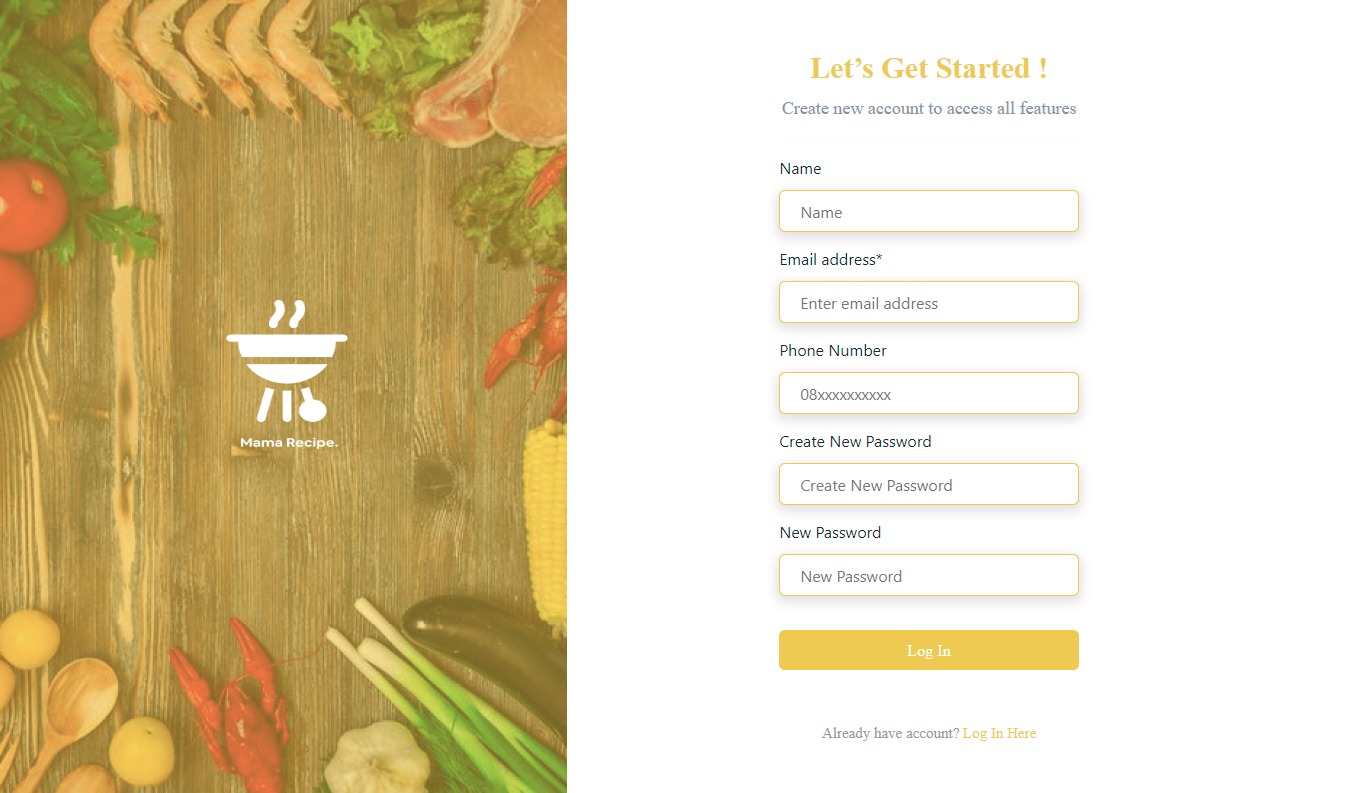 Mama Recipe.
Let’s Get Started !
Create new account to access all features
Name
Name
Email address*
Enter email address
Phone Number
08xxxxxxxxxx
Create New Password
Create New Password
New Password
New Password
Log In
Already have account? Log In Here